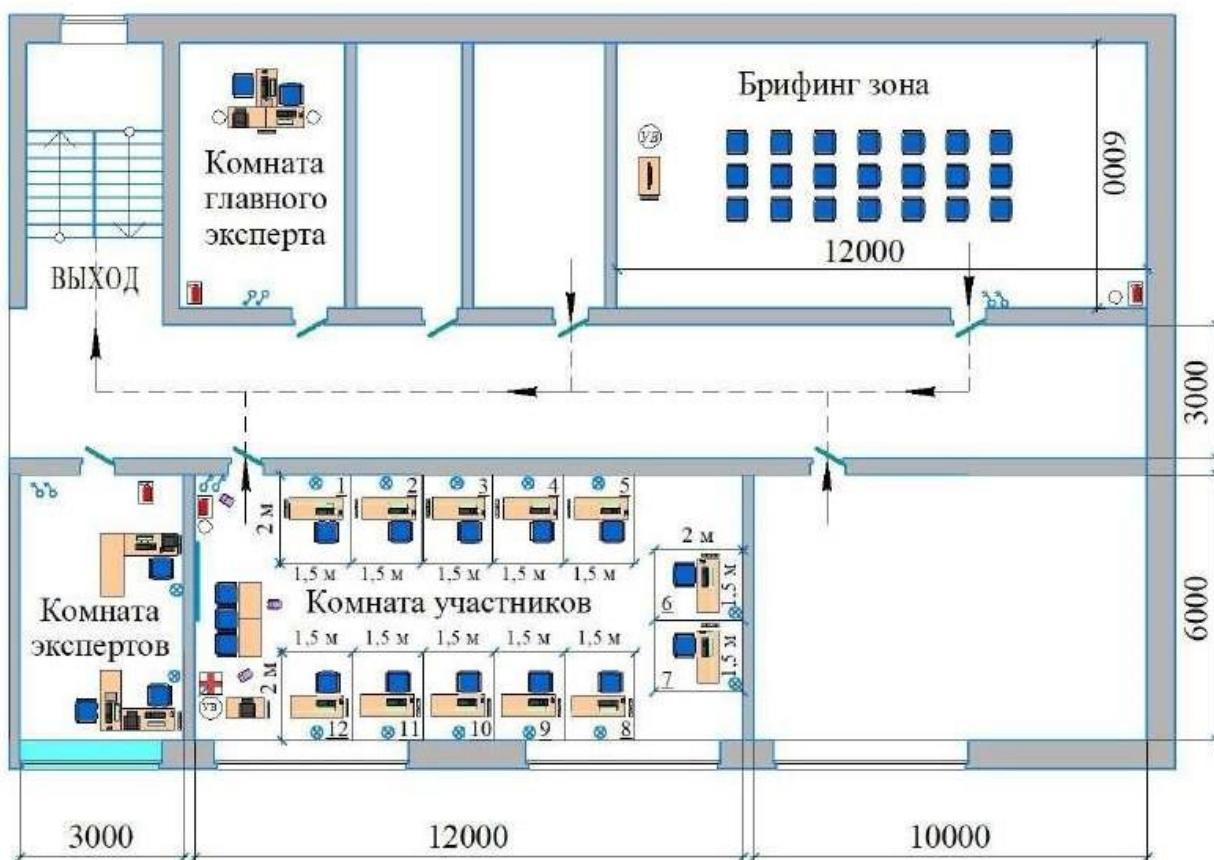 Брифинг зона
УВ
Комната
главного
эксперта
6000
12000
ВЫХОД
3000
1
2
3
4
5
2 м
2 м
1,5 м
1,5 м
1,5 м
1,5 м
1,5 м
1,5 м
6
Комната участников
Комната
экспертов
1,5 м
1,5 м
1,5 м
1,5 м
1,5 м
1,5 м
7
2 м
УВ
12
11
10
9
8
6000
3000
12000
10000